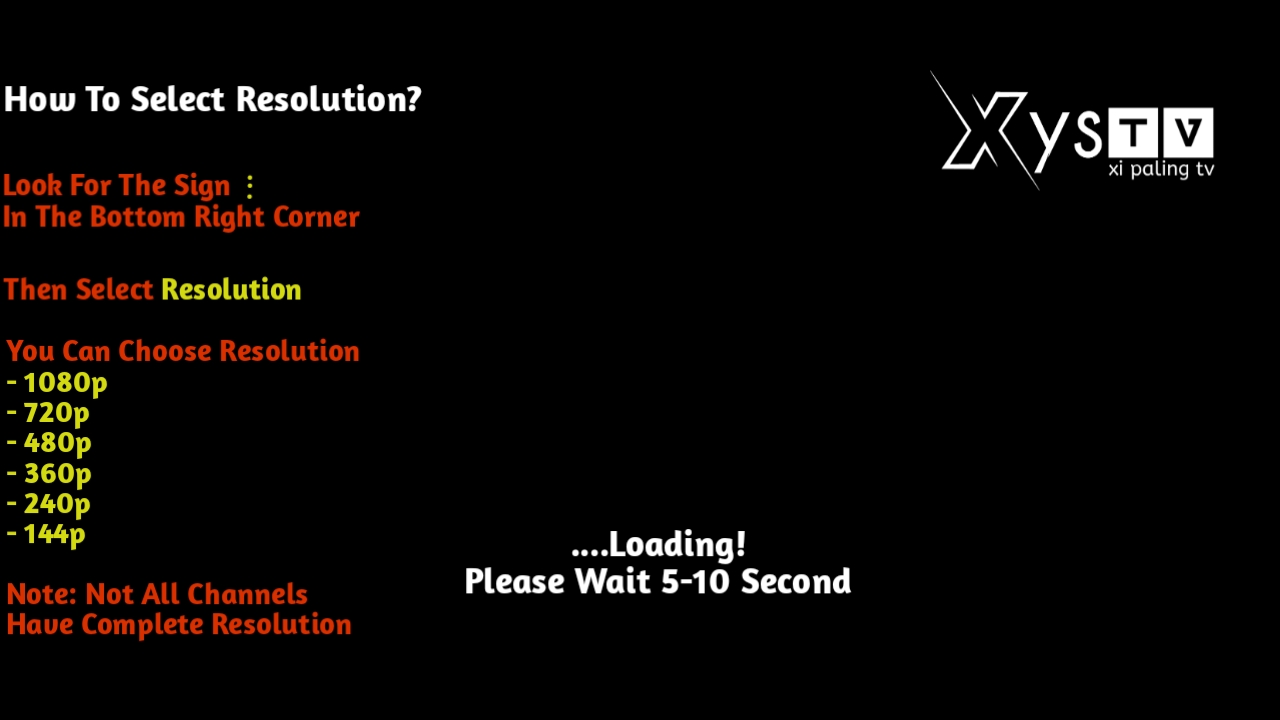 How To Select Resolution?
XysTV
xi paling tv
Look For The Sign ⋮
In The Bottom Right Corner
Then Select Resolution
You Can Choose Resolution
- 1080p
- 720p
- 480p
- 360p
- 240p
- 144p
....Loading!
Please Wait 5-10 Second
Note: Not All Channels
Have Complete Resolution